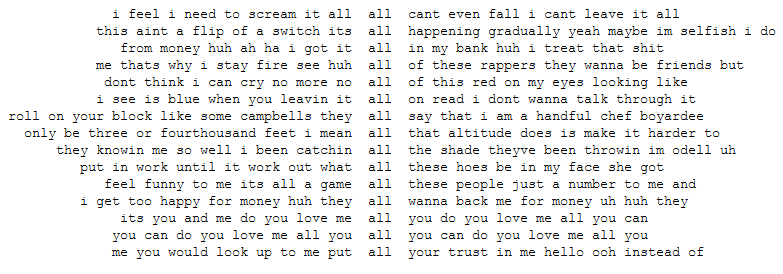 i feel i need to scream it all all cant even fall i cant leave it all
this aint a flip of a switch its all happening gradually yeah maybe im selfish i do
from money huh ah ha i got it all in my bank huh i treat that shit
me thats why i stay fire see huh all of these rappers they wanna be friends but
dont think i can cry no more no all of this red on my eyes looking like
i see is blue when you leavin it all on read i dont wanna talk through it
roll on your block like some campbells they all say that i am a handful chef boyardee
only be three or fourthousand feet i mean all that altitude does is make it harder to
they knowin me so well i been catchin all the shade theyve been throwin im odell uh
put in work until it work out what all these hoes be in my face she got
feel funny to me its all a game all these people just a number to me and
i get too happy for money huh they all wanna back me for money uh huh they
its you and me do you love me all you do you love me all you can
you can do you love me all you all you can do you love me all you
me you would look up to me put all your trust in me hello ooh instead of